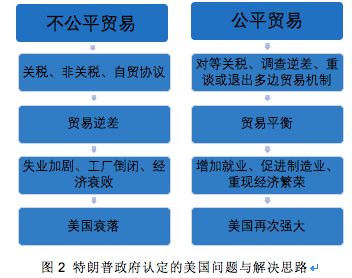 不公平贸易
关税、非关税、自贸协议
贸易逆差
失业加剧、工厂倒闭、经
济衰败
美国衰落
公平贸易
对等关税、调查逆差、重
谈或退出多边贸易机制
贸易平衡
增加就业、促进制造业、
重现经济繁荣
美国再次强大
图 2 特朗普政府认定的美国问题与解决思路